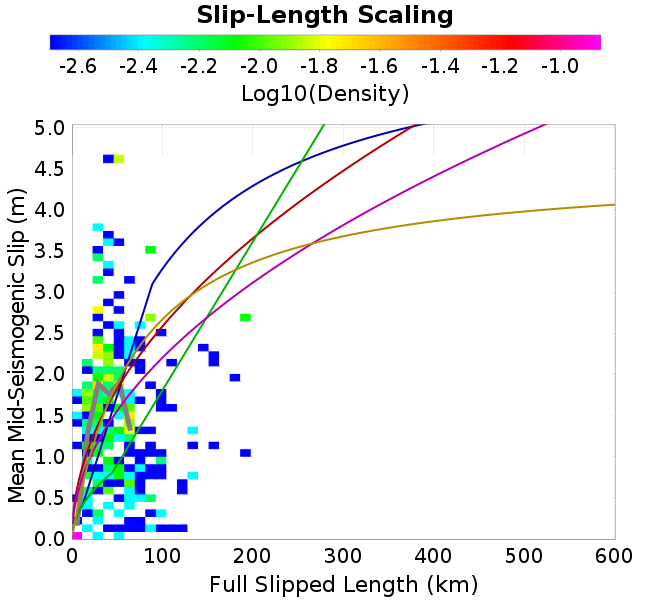 Slip-Length Scaling
-2.6 -2.4 -2.2 -2.0 -1.8 -1.6 -1.4 -1.2 -1.0
Log10(Density)
Mean Mid-Seismogenic Slip (m)
5.0
4.5
4.0
3.5
3.0
2.5
2.0
1.5
1.0
0.5
0.0
0 100 200 300 400 500 600
Full Slipped Length (km)